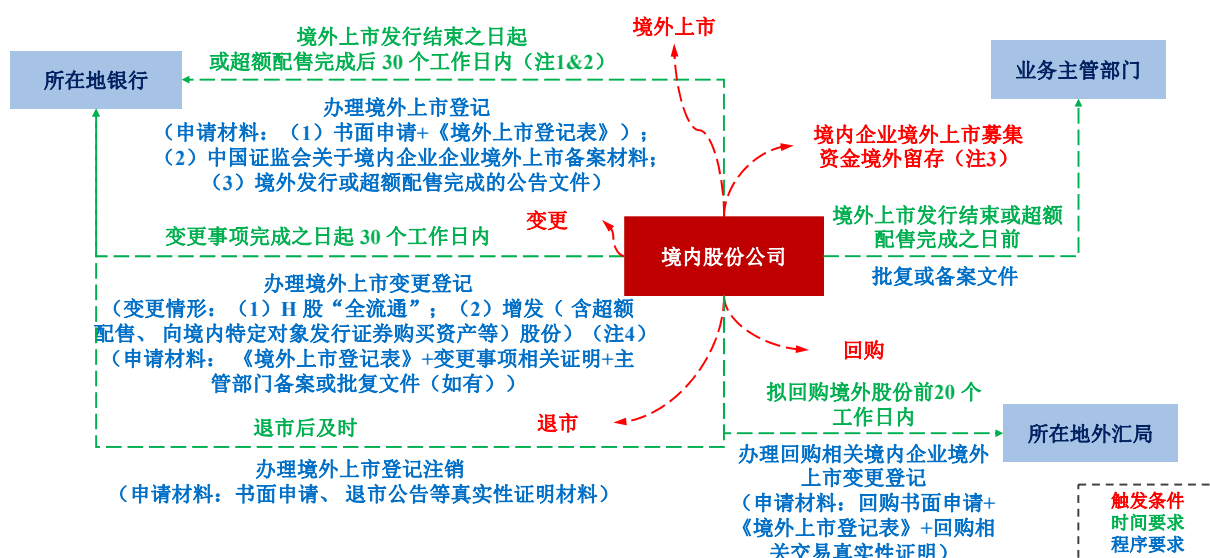 境外上市
境外上市发行结束之日起
或超额配售完成后 30 个工作日内（注1&2）
所在地银行
业务主管部门
办理境外上市登记
（申请材料：（1）书面申请+《境外上市登记表》）；
（2）中国证监会关于境内企业企业境外上市备案材料；
（3）境外发行或超额配售完成的公告文件）
境内企业境外上市募集
资金境外留存（注3）
变更
变更事项完成之日起 30 个工作日内
境内股份公司
境外上市发行结束或超额
配售完成之日前
批复或备案文件
办理境外上市变更登记
（变更情形：（1）H 股“全流通”；（2）增发（ 含超额
配售、 向境内特定对象发行证券购买资产等）股份）（注4）
（申请材料： 《境外上市登记表》+变更事项相关证明+主
管部门备案或批复文件（如有））
回购
退市
退市后及时
拟回购境外股份前20 个
工作日内
所在地外汇局
办理境外上市登记注销
（申请材料：书面申请、 退市公告等真实性证明材料）
办理回购相关境内企业境外
上市变更登记
（申请材料：回购书面申请+
《境外上市登记表》+回购相
关交易真实性证明）
触发条件
时间要求
程序要求